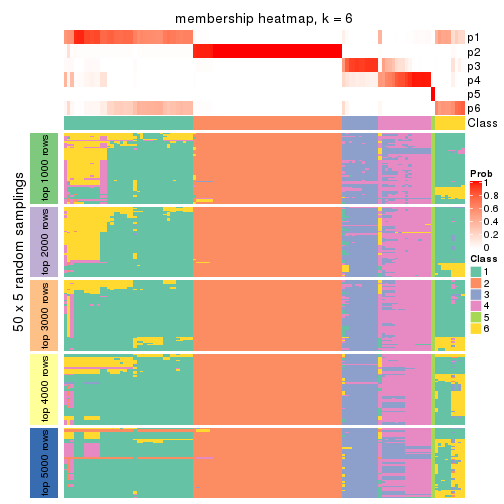 membership heatmap, k = 6
p1
p2
p3
p4
p5
p6
Class
50 x 5 random samplings
top 1000 rows
top 2000 rows
top 3000 rows
top 4000 rows
top 5000 rows
Prob
1
0.8
0.6
0.4
0.2
0
Class
1
2
3
4
5
6